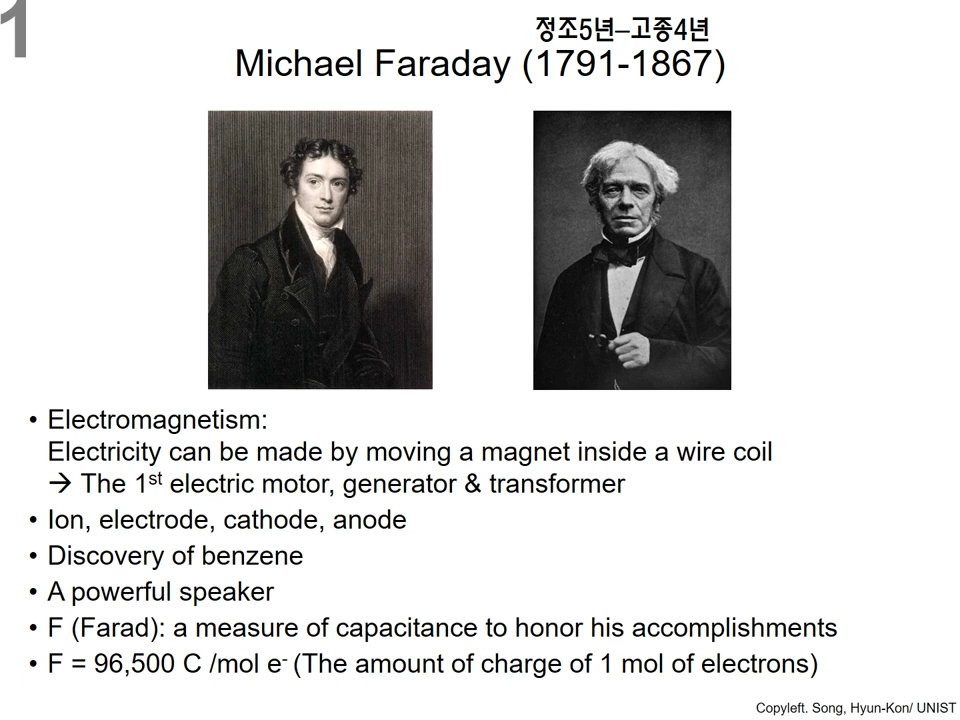 1
정조5년–고종4년
Michael Faraday (1791-1867)
• Electromagnetism:
Electricity can be made by moving a magnet inside a wire coil
→ The 1st electric motor, generator & transformer
• Ion, electrode, cathode, anode
• Discovery of benzene
• A powerful speaker
• F (Farad): a measure of capacitance to honor his accomplishments
• F = 96,500 C /mol e- (The amount of charge of 1 mol of electrons)
Copyleft. Song, Hyun-Kon/ UNIST